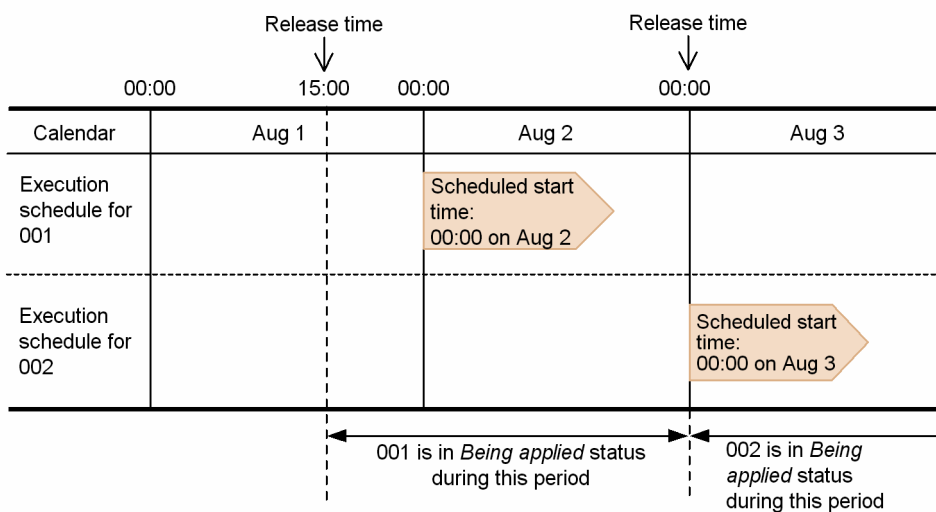 Release time
Release time
00:00
15:00
00:00
00:00
Calendar
Aug 1
Aug 2
Aug 3
Execution
schedule for
001
Scheduled start
time:
00:00 on Aug 2
Execution
schedule for
002
Scheduled start
time:
00:00 on Aug 3
001 is in Being applied status
during this period
002 is in Being
applied status
during this period